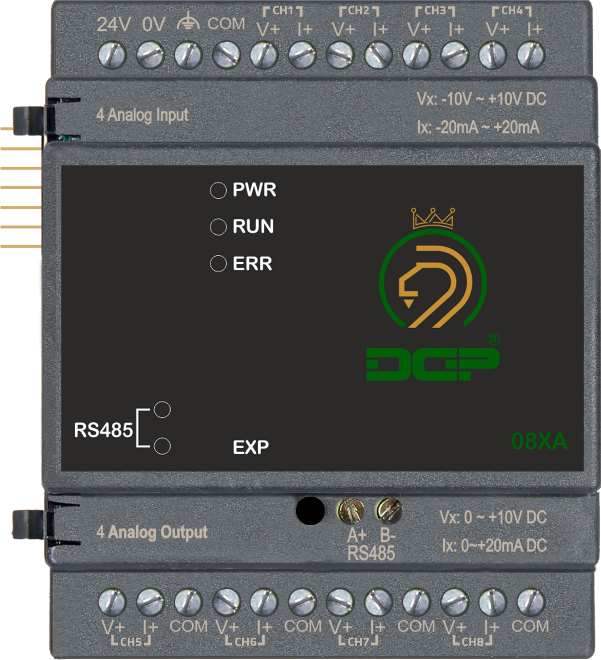 CH1 CH2 CH3 CH4
24V 0V COM V+ I+ V+ I+ V+ I+ V+ I+
4 Analog Input
Vx: -10V ~ +10V DC
Ix: -20mA ~ +20mA
PWR
RUN
ERR
DGP®
RS485
EXP
08XA
4 Analog Output
Vx: 0 ~ +10V DC
A+ B-
RS485
Ix: 0~+20mA DC
V+ I+ COM V+ I+ COM V+ I+ COM V+ I+ COM
CH5 CH6 CH7 CH8